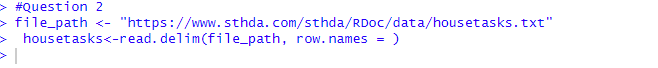 > #Question 2
> file_path <- "https://www.sthda.com/sthda/RDoc/data/housetasks.txt"
>  housetasks<-read.delim(file_path, row.names = )
>